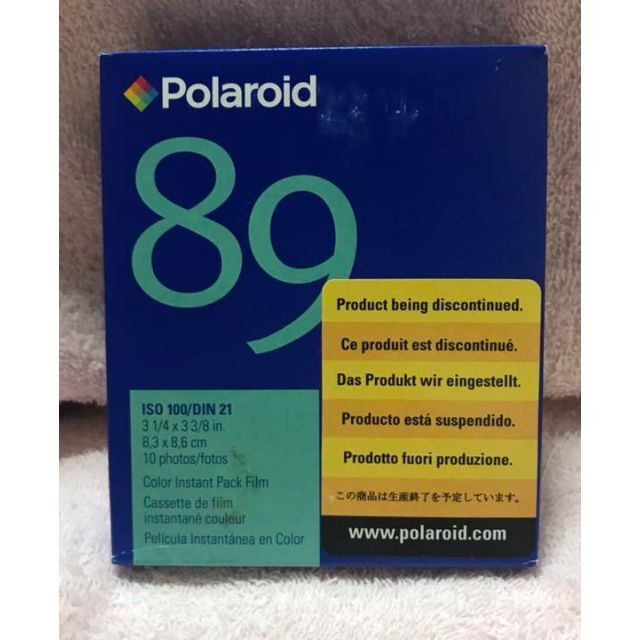 Polaroid
89
ISO 100/DIN 21
3 1/4 x 3 3/8 in.
8,3 x 8,6 cm
10 photos/fotos
Color Instant Pack Film
Cassette de film
instantané couleur
Película Instantánea en Color
Product being discontinued.
Ce produit est discontinué.
Das Produkt wir eingestellt.
Producto está suspendido.
Prodotto fuori produzione.
この商品は生産終了を予定しています。
www.polaroid.com